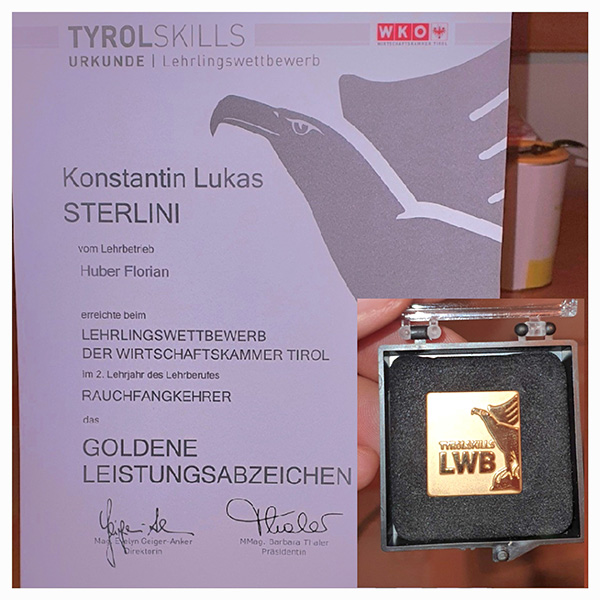 TYROLSKILLS
URKUNDE | Lehrlingswettbewerb
WKO
WIRTSCHAFTSKAMMER TIROL
Konstantin Lukas
STERLINI
vom Lehrbetrieb
Huber Florian
erreichte beim
LEHRLINGSWETTBEWERB
DER WIRTSCHAFTSKAMMER TIROL
im 2. Lehrjahr des Lehrberufes
RAUCHFANGKEHRER
das
GOLDENE
LEISTUNGSABZEICHEN
Mag. Evelyn Geiger-Anker
Direktorin
MMag. Barbara Thaler
Präsidentin
TYROLSKILLS
LWB